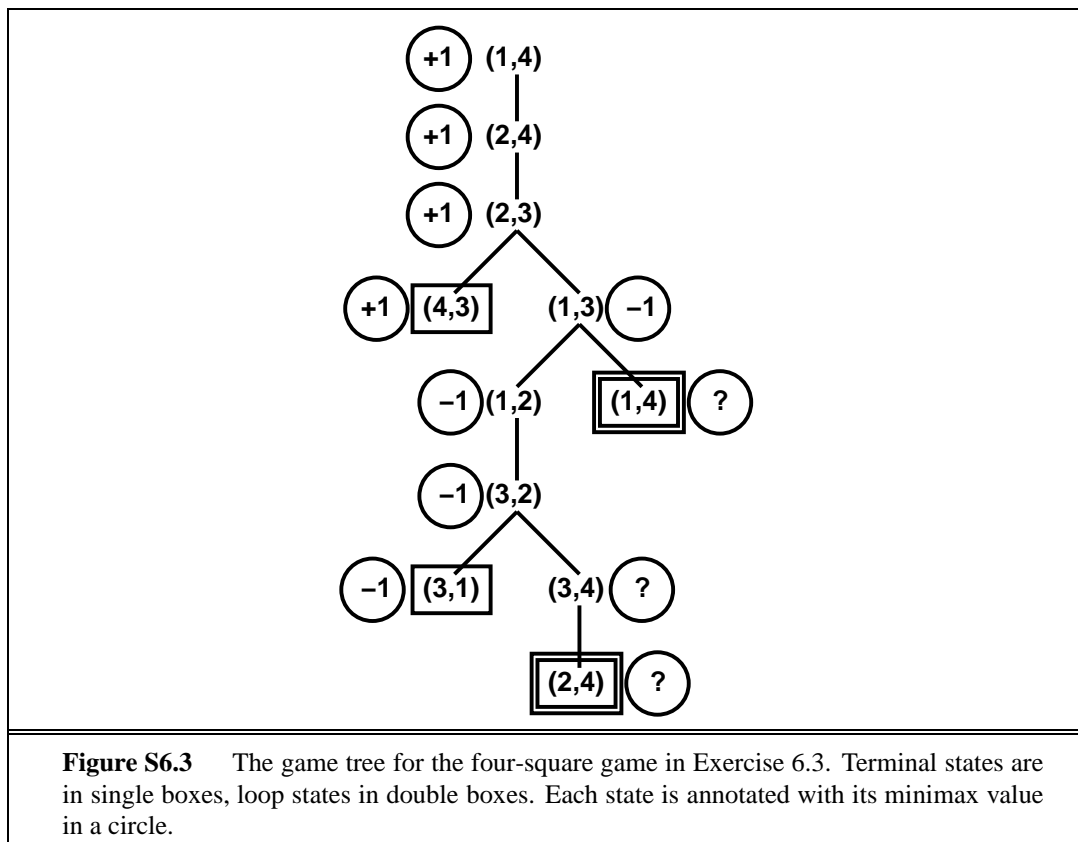 +1 (1,4)
+1 (2,4)
+1 (2,3)
+1 (4,3) (1,3) −1
−1 (1,2) (1,4) ?
−1 (3,2)
−1 (3,1) (3,4) ?
(2,4) ?
Figure S6.3 The game tree for the four-square game in Exercise 6.3. Terminal states are
in single boxes, loop states in double boxes. Each state is annotated with its minimax value
in a circle.